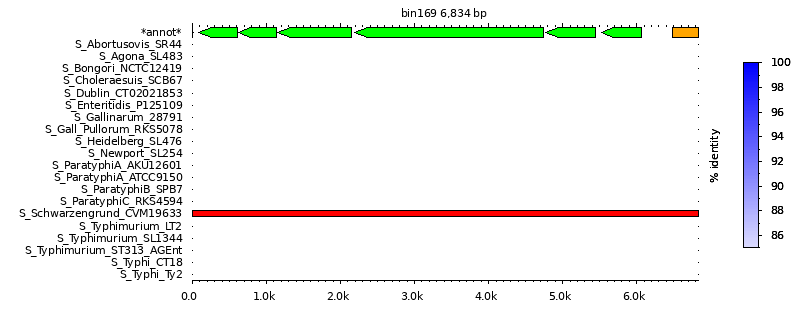 bin169 6,834 bp
*annot*
S_Abortusovis_SR44
S_Agona_SL483
S_Bongori_NCTC12419
S_Choleraesuis_SCB67
S_Dublin_CT02021853
S_Enteritidis_P125109
S_Gallinarum_28791
S_Gall_Pullorum_RKS5078
S_Heidelberg_SL476
S_Newport_SL254
S_ParatyphiA_AKU12601
S_ParatyphiA_ATCC9150
S_ParatyphiB_SPB7
S_ParatyphiC_RKS4594
S_Schwarzengrund_CVM19633
S_Typhimurium_LT2
S_Typhimurium_SL1344
S_Typhimurium_ST313_AGEnt
S_Typhi_CT18
S_Typhi_Ty2
0.0 1.0k 2.0k 3.0k 4.0k 5.0k 6.0k
% identity
100
98
96
94
92
90
88
86